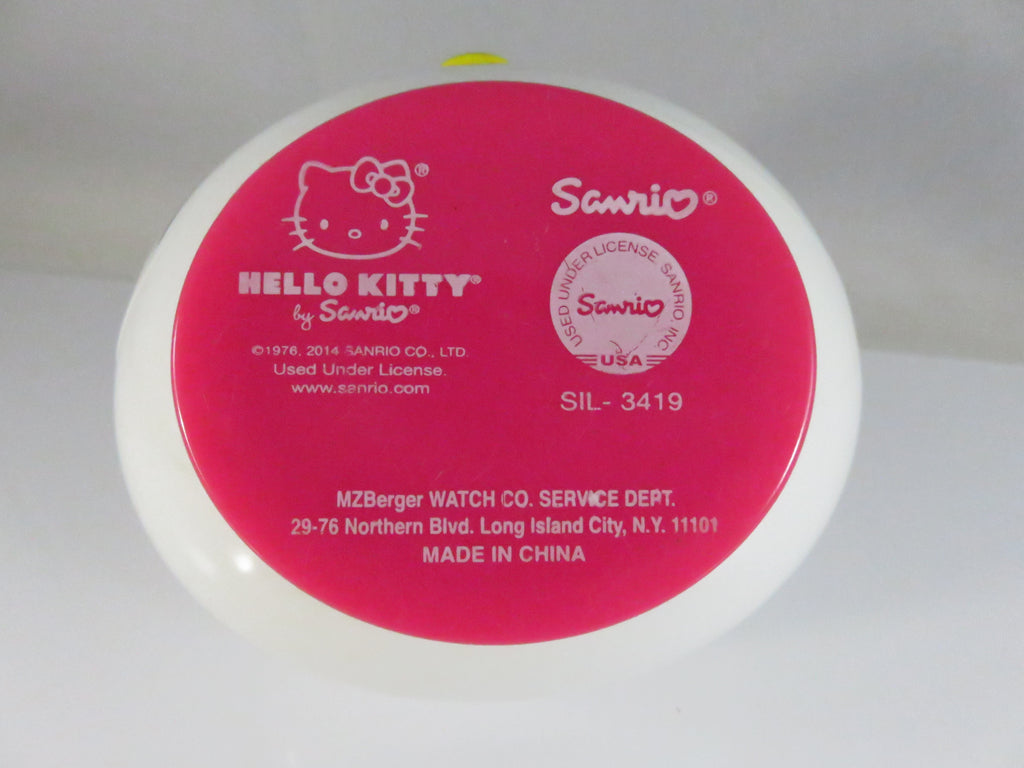 HELLO KITTY®
by Sanrio®
©1976, 2014 SANRIO CO., LTD.
Used Under License.
www.sanrio.com
Sanrio®
USED UNDER LICENSE SANRIO, INC.
Sanrio
USA
SIL- 3419
MZBerger WATCH CO. SERVICE DEPT.
29-76 Northern Blvd. Long Island City, N.Y. 11101
MADE IN CHINA